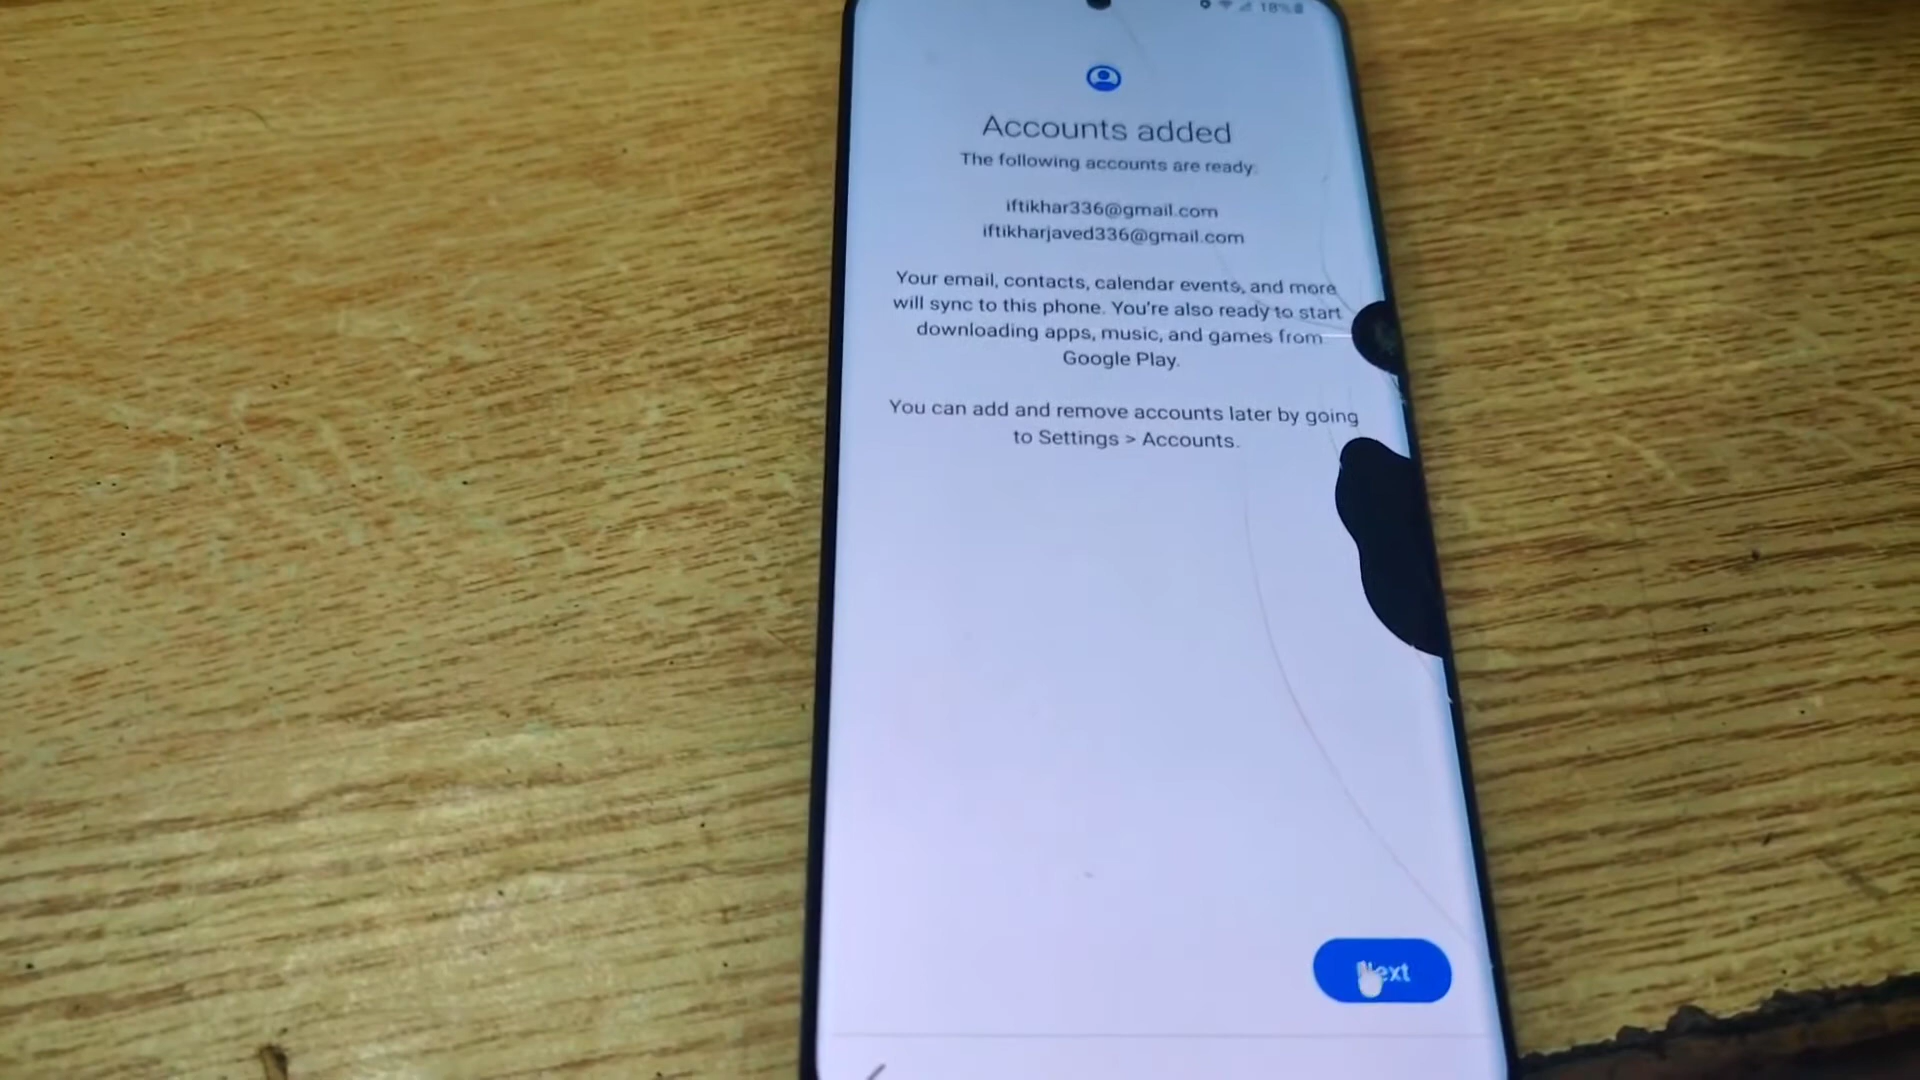 18%
Accounts added
The following accounts are ready:
iftikhar336@gmail.com
iftikharjaved336@gmail.com
Your email, contacts, calendar events, and more
will sync to this phone. You're also ready to start
downloading apps, music, and games from
Google Play.
You can add and remove accounts later by going
to Settings > Accounts.
Next